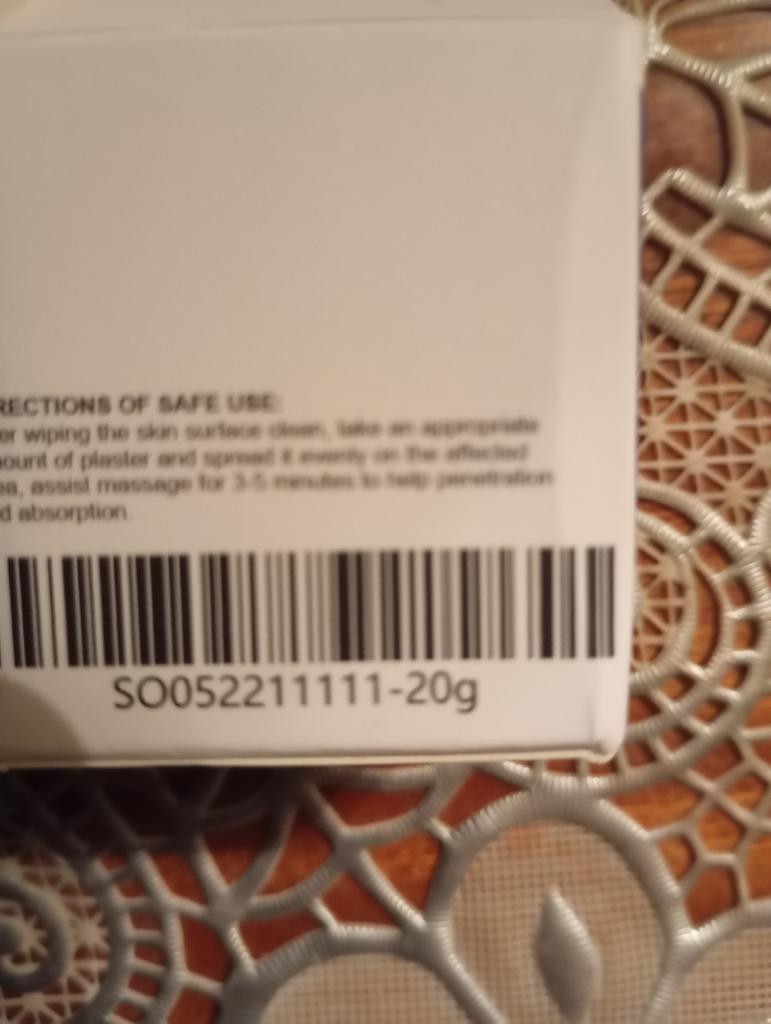 RECTIONS OF SAFE USE:
er wiping the skin surface clean, take an appropriate
ount of plaster and spread it evenly on the affected
ea, assist massage for 3-5 minutes to help penetration
d absorption.
SO052211111-20g